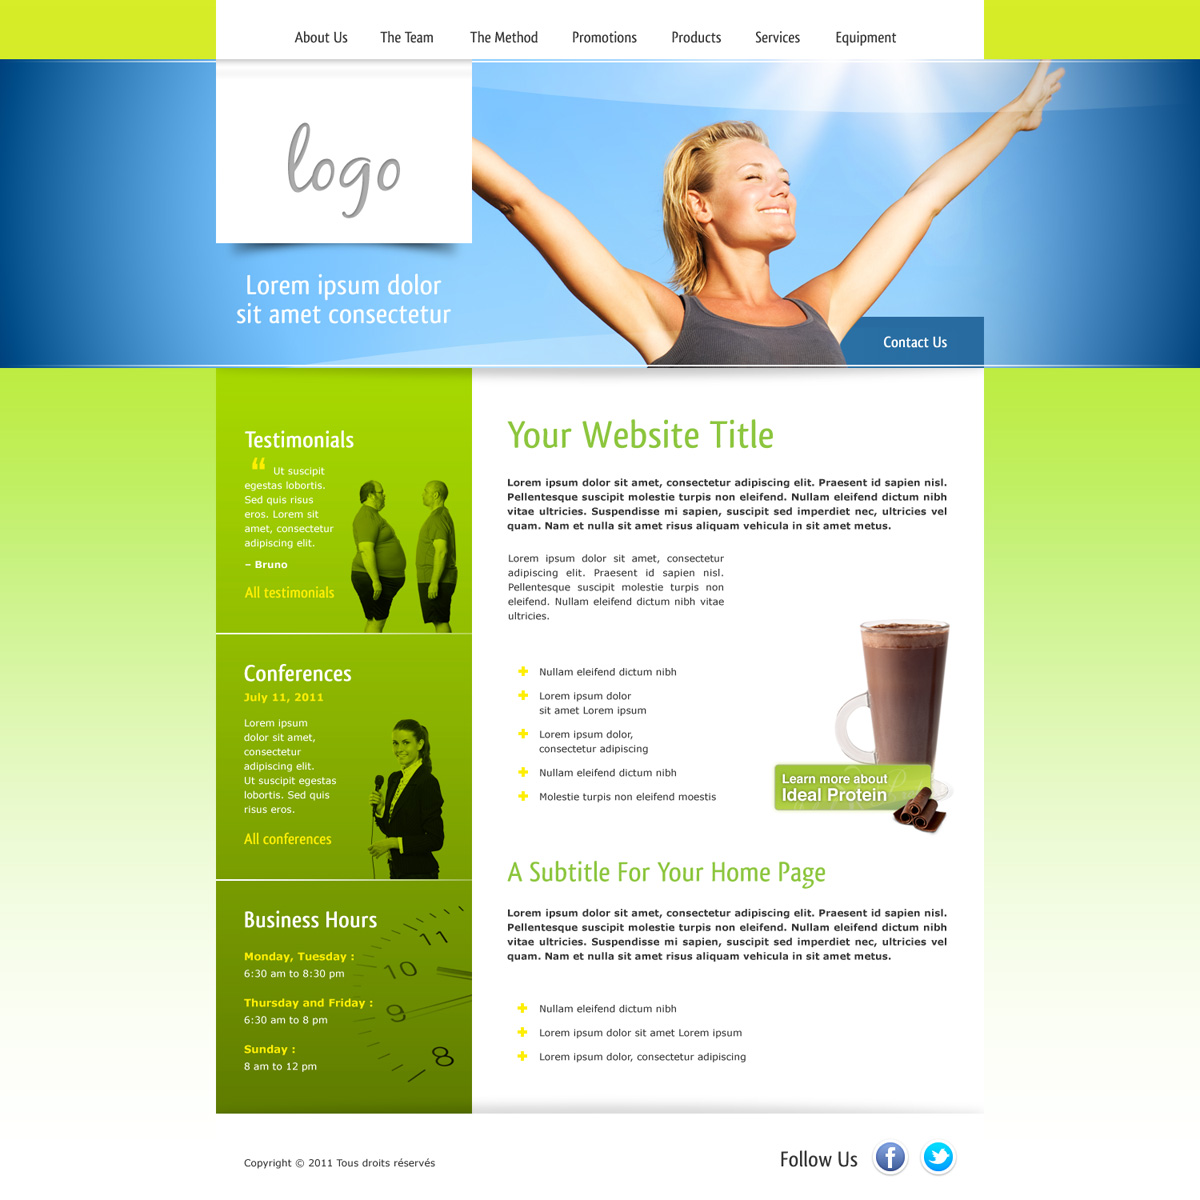 About Us The Team The Method Promotions Products Services Equipment
logo
Lorem ipsum dolor
sit amet consectetur
Contact Us
Testimonials
“ Ut suscipit
egestas lobortis.
Sed quis risus
eros. Lorem sit
amet, consectetur
adipiscing elit.
– Bruno
All testimonials
Conferences
July 11, 2011
Lorem ipsum
dolor sit amet,
consectetur
adipiscing elit.
Ut suscipit egestas
lobortis. Sed quis
risus eros.
All conferences
Business Hours
Monday, Tuesday :
6:30 am to 8:30 pm
Thursday and Friday :
6:30 am to 8 pm
Sunday :
8 am to 12 pm
11
10
9
8
Your Website Title
Lorem ipsum dolor sit amet, consectetur adipiscing elit. Praesent id sapien nisl.
Pellentesque suscipit molestie turpis non eleifend. Nullam eleifend dictum nibh
vitae ultricies. Suspendisse mi sapien, suscipit sed imperdiet nec, ultricies vel
quam. Nam et nulla sit amet risus aliquam vehicula in sit amet metus.
Lorem ipsum dolor sit amet, consectetur
adipiscing elit. Praesent id sapien nisl.
Pellentesque suscipit molestie turpis non
eleifend. Nullam eleifend dictum nibh vitae
ultricies.
Nullam eleifend dictum nibh
Lorem ipsum dolor
sit amet Lorem ipsum
Lorem ipsum dolor,
consectetur adipiscing
Nullam eleifend dictum nibh
Molestie turpis non eleifend moestis
Learn more about
Ideal Protein
A Subtitle For Your Home Page
Lorem ipsum dolor sit amet, consectetur adipiscing elit. Praesent id sapien nisl.
Pellentesque suscipit molestie turpis non eleifend. Nullam eleifend dictum nibh
vitae ultricies. Suspendisse mi sapien, suscipit sed imperdiet nec, ultricies vel
quam. Nam et nulla sit amet risus aliquam vehicula in sit amet metus.
Nullam eleifend dictum nibh
Lorem ipsum dolor sit amet Lorem ipsum
Lorem ipsum dolor, consectetur adipiscing
Copyright © 2011 Tous droits réservés
Follow Us f